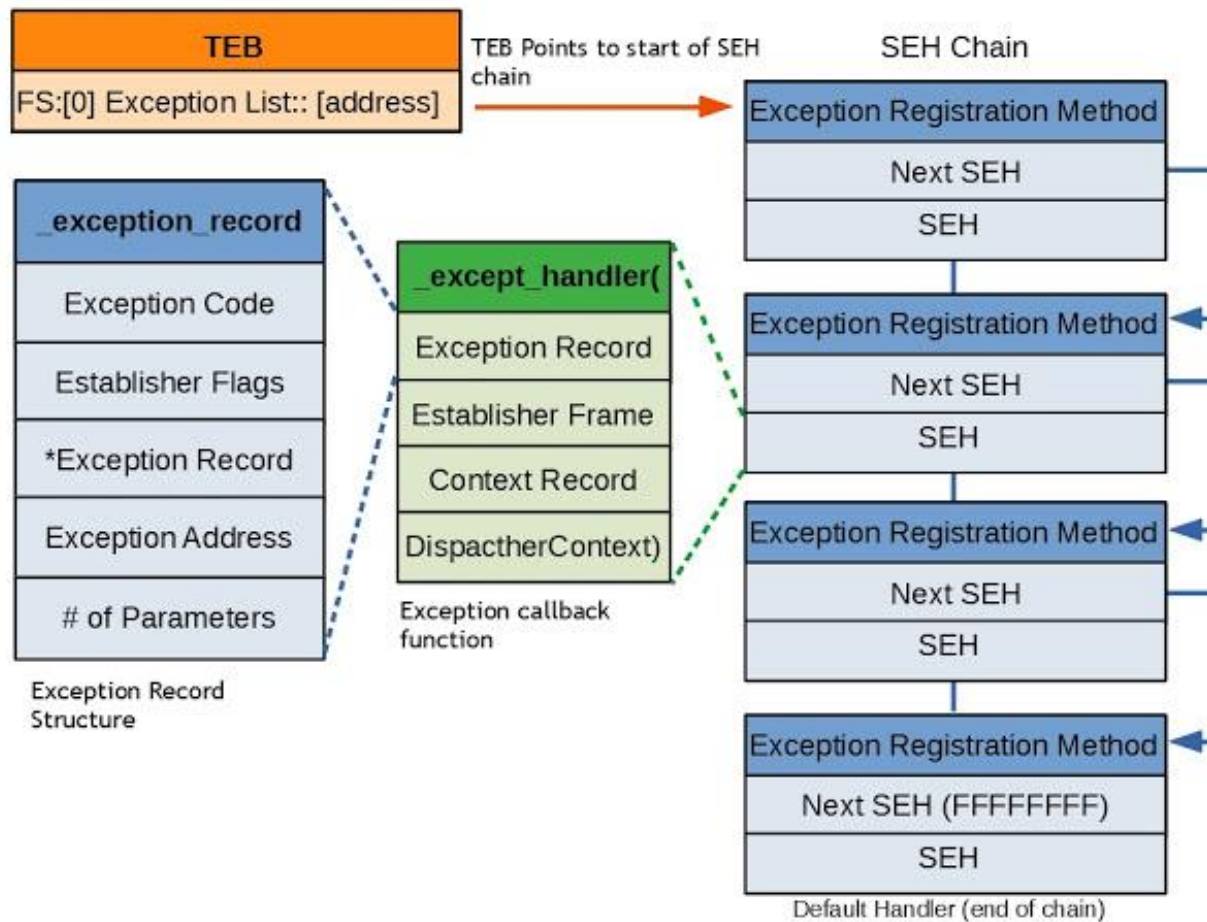 TEB
FS:[0] Exception List:: [address]
TEB Points to start of SEH
chain
SEH Chain
Exception Registration Method
Next SEH
SEH
_exception_record
Exception Code
Establisher Flags
*Exception Record
Exception Address
# of Parameters
Exception Record
Structure
_except_handler(
Exception Record
Establisher Frame
Context Record
DispactherContext)
Exception callback
function
Exception Registration Method
Next SEH
SEH
Exception Registration Method
Next SEH
SEH
Exception Registration Method
Next SEH (FFFFFFFF)
SEH
Default Handler (end of chain)